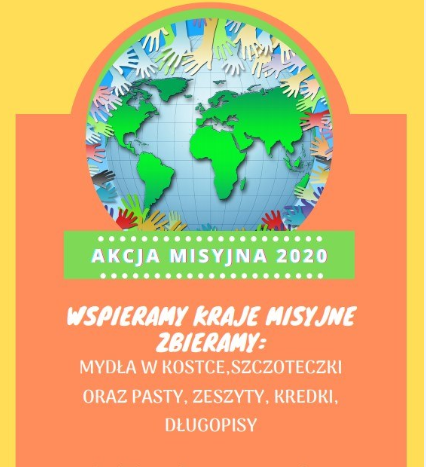 AKCJA MISYJNA 2020
WSPIERAMY KRAJE MISYJNE
ZBIERAMY:
MYDŁA W KOSTCE,SZCZOTECZKI
ORAZ PASTY, ZESZYTY, KREDKI,
DŁUGOPISY